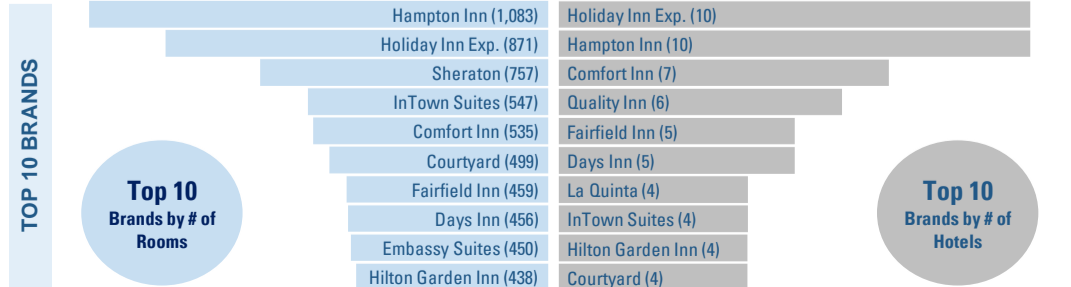 TOP 10 BRANDS
Hampton Inn (1,083)
Holiday Inn Exp. (871)
Sheraton (757)
InTown Suites (547)
Comfort Inn (535)
Courtyard (499)
Fairfield Inn (459)
Days Inn (456)
Embassy Suites (450)
Hilton Garden Inn (438)
Top 10
Brands by # of
Rooms
Holiday Inn Exp. (10)
Hampton Inn (10)
Comfort Inn (7)
Quality Inn (6)
Fairfield Inn (5)
Days Inn (5)
La Quinta (4)
InTown Suites (4)
Hilton Garden Inn (4)
Courtyard (4)
Top 10
Brands by # of
Hotels